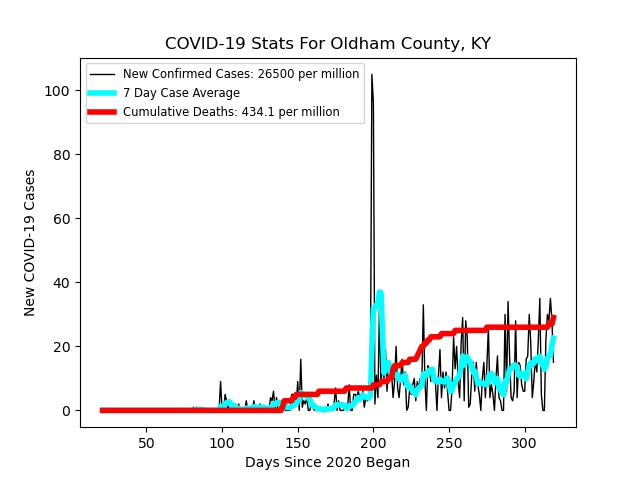 COVID-19 Stats For Oldham County, KY
New Confirmed Cases: 26500 per million
7 Day Case Average
Cumulative Deaths: 434.1 per million
New COVID-19 Cases
100
80
60
40
20
0
50 100 150 200 250 300
Days Since 2020 Began